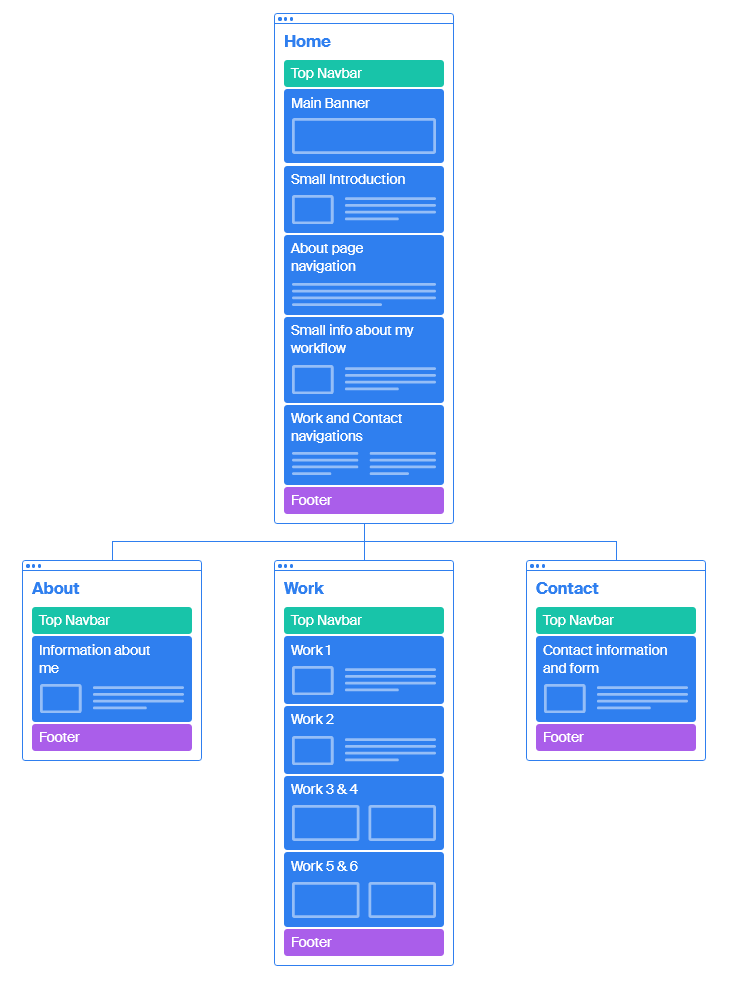 Home
Top Navbar
Main Banner
Small Introduction
About page
navigation
Small info about my
workflow
Work and Contact
navigations
Footer
About
Top Navbar
Information about
me
Footer
Work
Top Navbar
Work 1
Work 2
Work 3 & 4
Work 5 & 6
Footer
Contact
Top Navbar
Contact information
and form
Footer